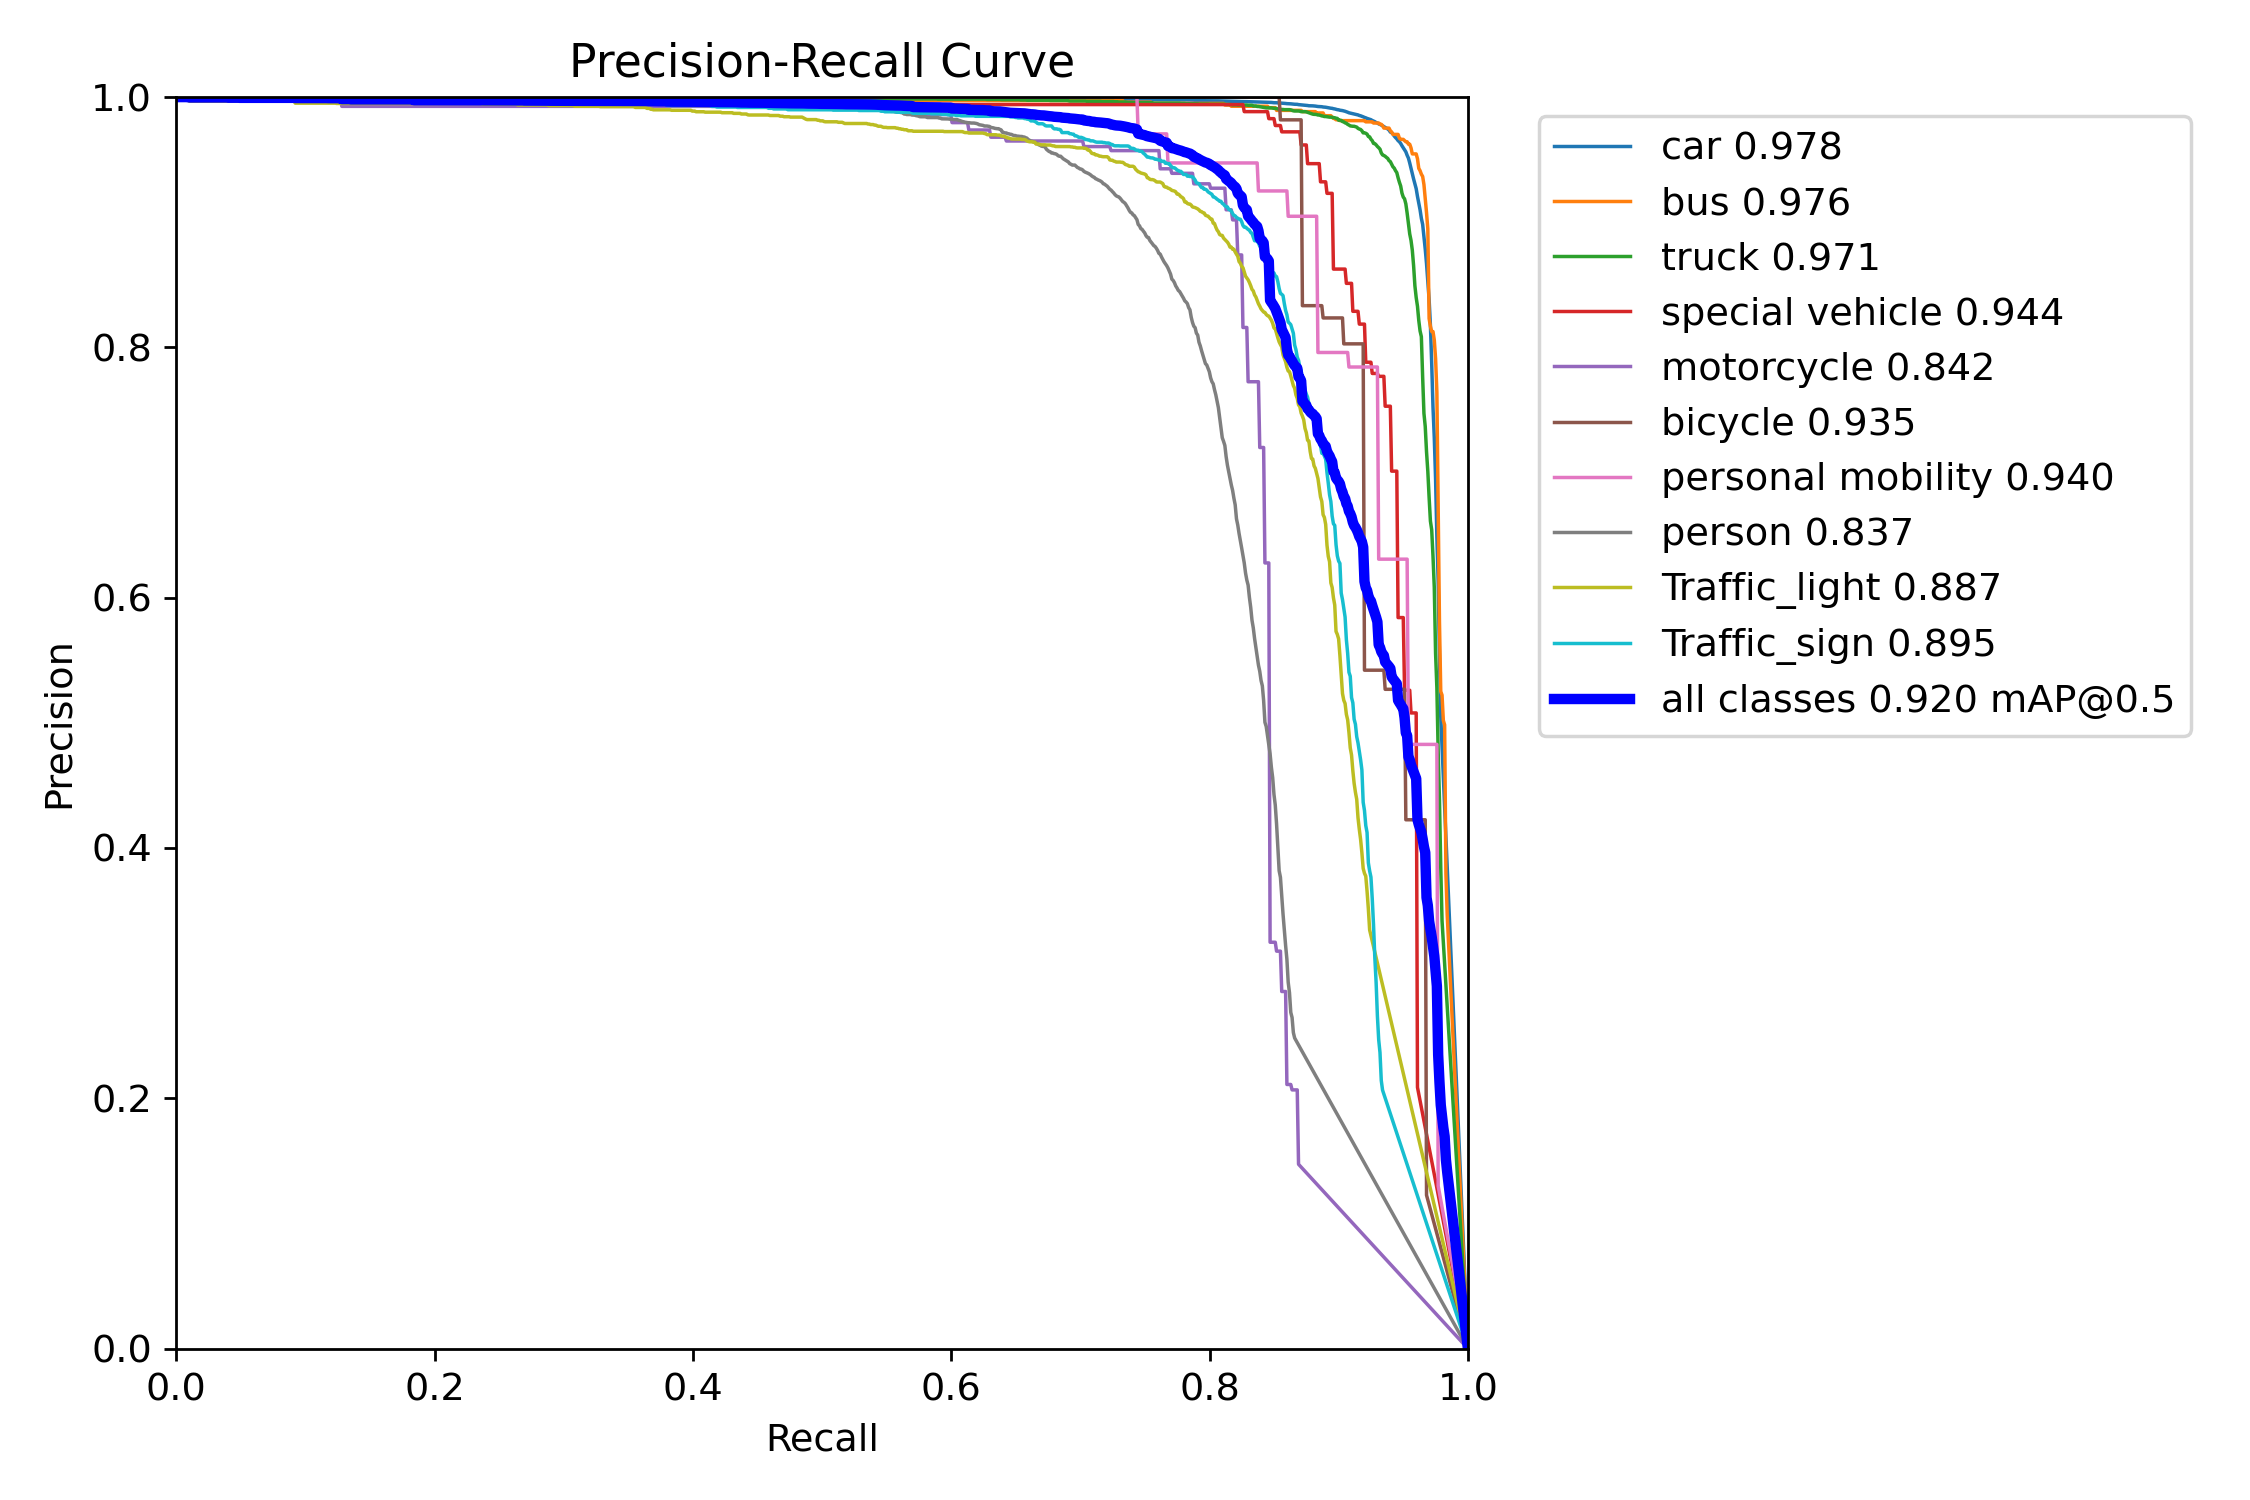 Precision-Recall Curve
1.0
0.8
0.6
0.4
0.2
0.0
Precision
0.0 0.2 0.4 0.6 0.8 1.0
Recall
car 0.978
bus 0.976
truck 0.971
special vehicle 0.944
motorcycle 0.842
bicycle 0.935
personal mobility 0.940
person 0.837
Traffic_light 0.887
Traffic_sign 0.895
all classes 0.920 mAP@0.5